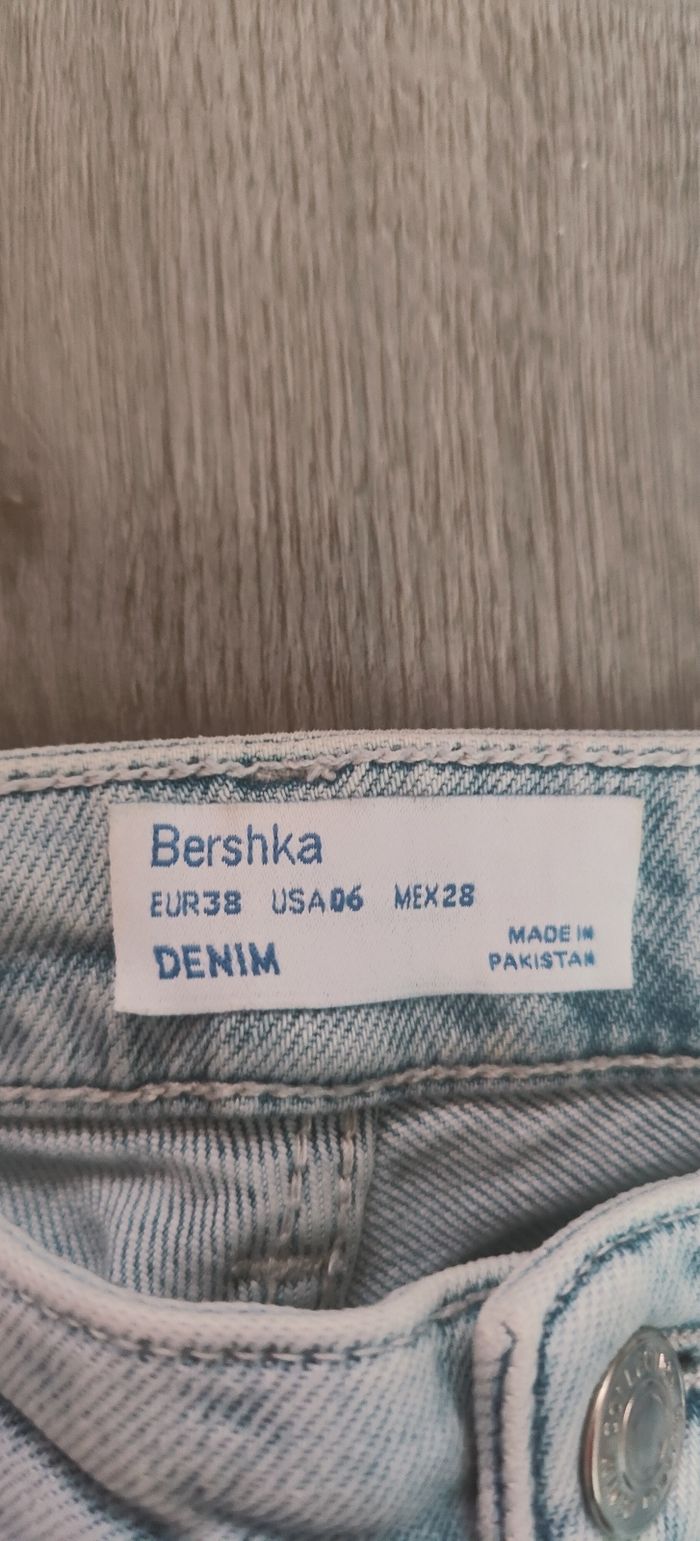 Bershka
EUR38 USA06 MEX28
DENIM
MADE IN
PAKISTAN